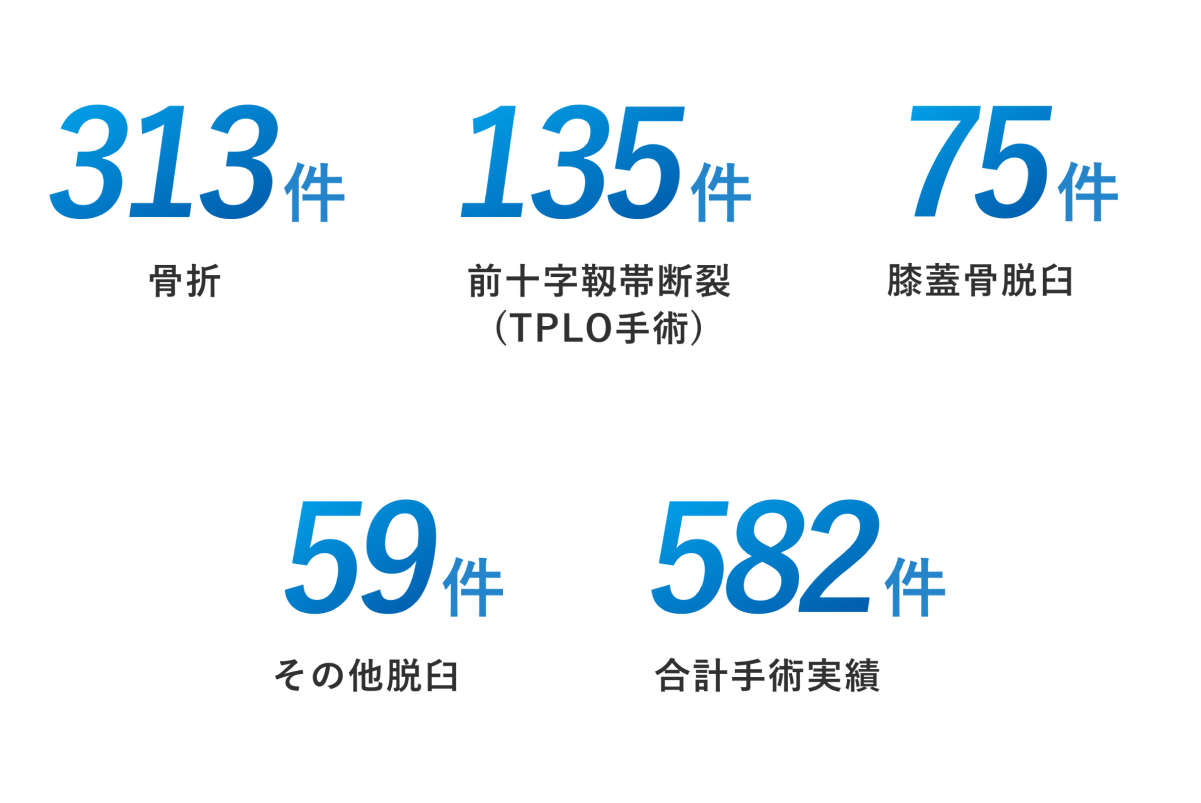 313件
135件
75件
骨折
前十字靱帯断裂
（TPLO手術）
膝蓋骨脱臼
59件
582件
その他脱臼
合計手術実績